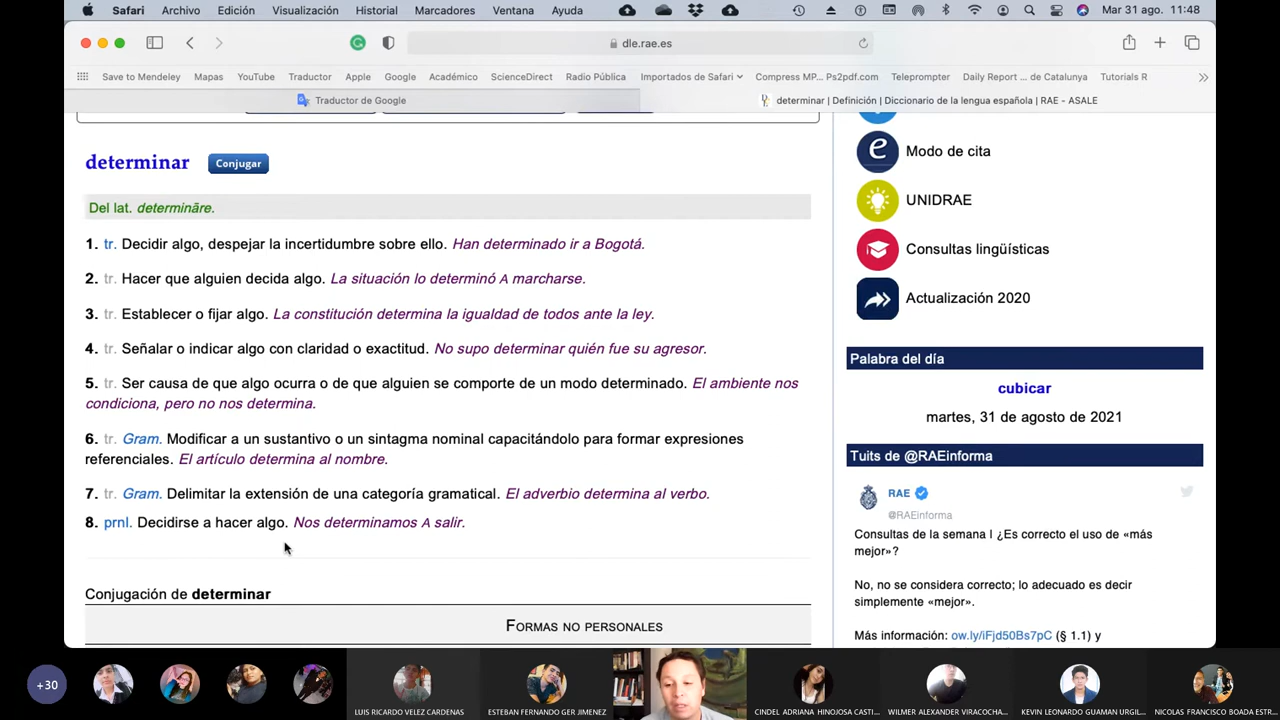 Safari Archivo Edición Visualización Historial Marcadores Ventana Ayuda Mar 31 ago. 11:48
dle.rae.es
Save to Mendeley Mapas YouTube Traductor Apple Google Académico ScienceDirect Radio Pública Importados de Safari Compress MP... Ps2pdf.com Teleprompter Daily Report ... de Catalunya Tutorials R
Traductor de Google
determinar | Definición | Diccionario de la lengua española | RAE - ASALE
determinar Conjugar
Del lat. determināre.
1. tr. Decidir algo, despejar la incertidumbre sobre ello. Han determinado ir a Bogotá.
2. tr. Hacer que alguien decida algo. La situación lo determinó A marcharse.
3. tr. Establecer o fijar algo. La constitución determina la igualdad de todos ante la ley.
4. tr. Señalar o indicar algo con claridad o exactitud. No supo determinar quién fue su agresor.
5. tr. Ser causa de que algo ocurra o de que alguien se comporte de un modo determinado. El ambiente nos
condiciona, pero no nos determina.
6. tr. Gram. Modificar a un sustantivo o un sintagma nominal capacitándolo para formar expresiones
referenciales. El artículo determina al nombre.
7. tr. Gram. Delimitar la extensión de una categoría gramatical. El adverbio determina al verbo.
8. prnl. Decidirse a hacer algo. Nos determinamos A salir.
Conjugación de determinar
Formas no personales
e Modo de cita
UNIDRAE
Consultas lingüísticas
Actualización 2020
Palabra del día
cubicar
martes, 31 de agosto de 2021
Tuits de @RAEinforma
RAE
@RAEinforma
Consultas de la semana | ¿Es correcto el uso de «más
mejor»?
No, no se considera correcto; lo adecuado es decir
simplemente «mejor».
Más información: ow.ly/iFjd50Bs7pC (§ 1.1) y
+30
LUIS RICARDO VELEZ CARDENAS
ESTEBAN FERNANDO GER JIMENEZ
CINDEL ADRIANA HINOJOSA CASTI...
WILMER ALEXANDER VIRACOCHA...
KEVIN LEONARDO GUAMAN URGIL...
NICOLAS FRANCISCO BOADA ESTR...